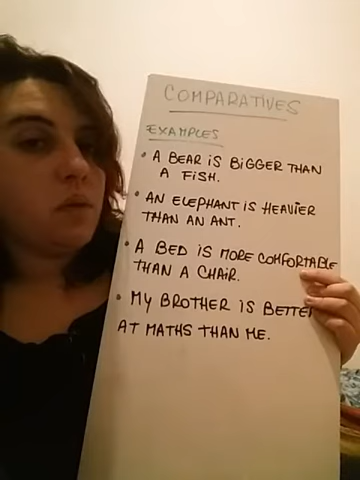 COMPARATIVES
EXAMPLES
• A BEAR iS BiGGER THAN
A FiSH.
• AN ELEPHANT iS HEAViER
THAN AN ANT.
• A BED iS MORE COMFORTABLE
THAN A CHAiR.
• MY BROTHER iS BETTER
AT MATHS THAN ME.